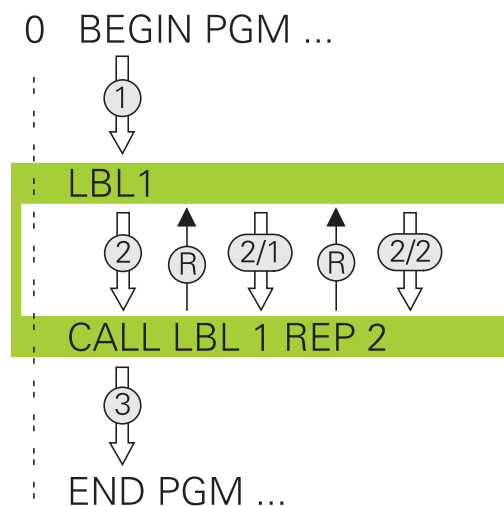 0 BEGIN PGM ...
1
LBL1
2 R 2/1 R 2/2
CALL LBL 1 REP 2
3
END PGM ...